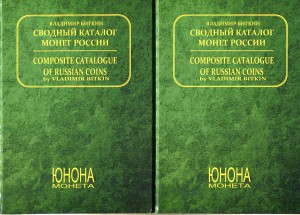 ВЛАДИМИР БИТКИН
СВОДНЫЙ КАТАЛОГ
МОНЕТ РОССИИ
COMPOSITE CATALOGUE
OF RUSSIAN COINS
by VLADIMIR BITKIN
ЮНОНА
МОНЕТА
ВЛАДИМИР БИТКИН
СВОДНЫЙ КАТАЛОГ
МОНЕТ РОССИИ
COMPOSITE CATALOGUE
OF RUSSIAN COINS
by VLADIMIR BITKIN
ЮНОНА
МОНЕТА